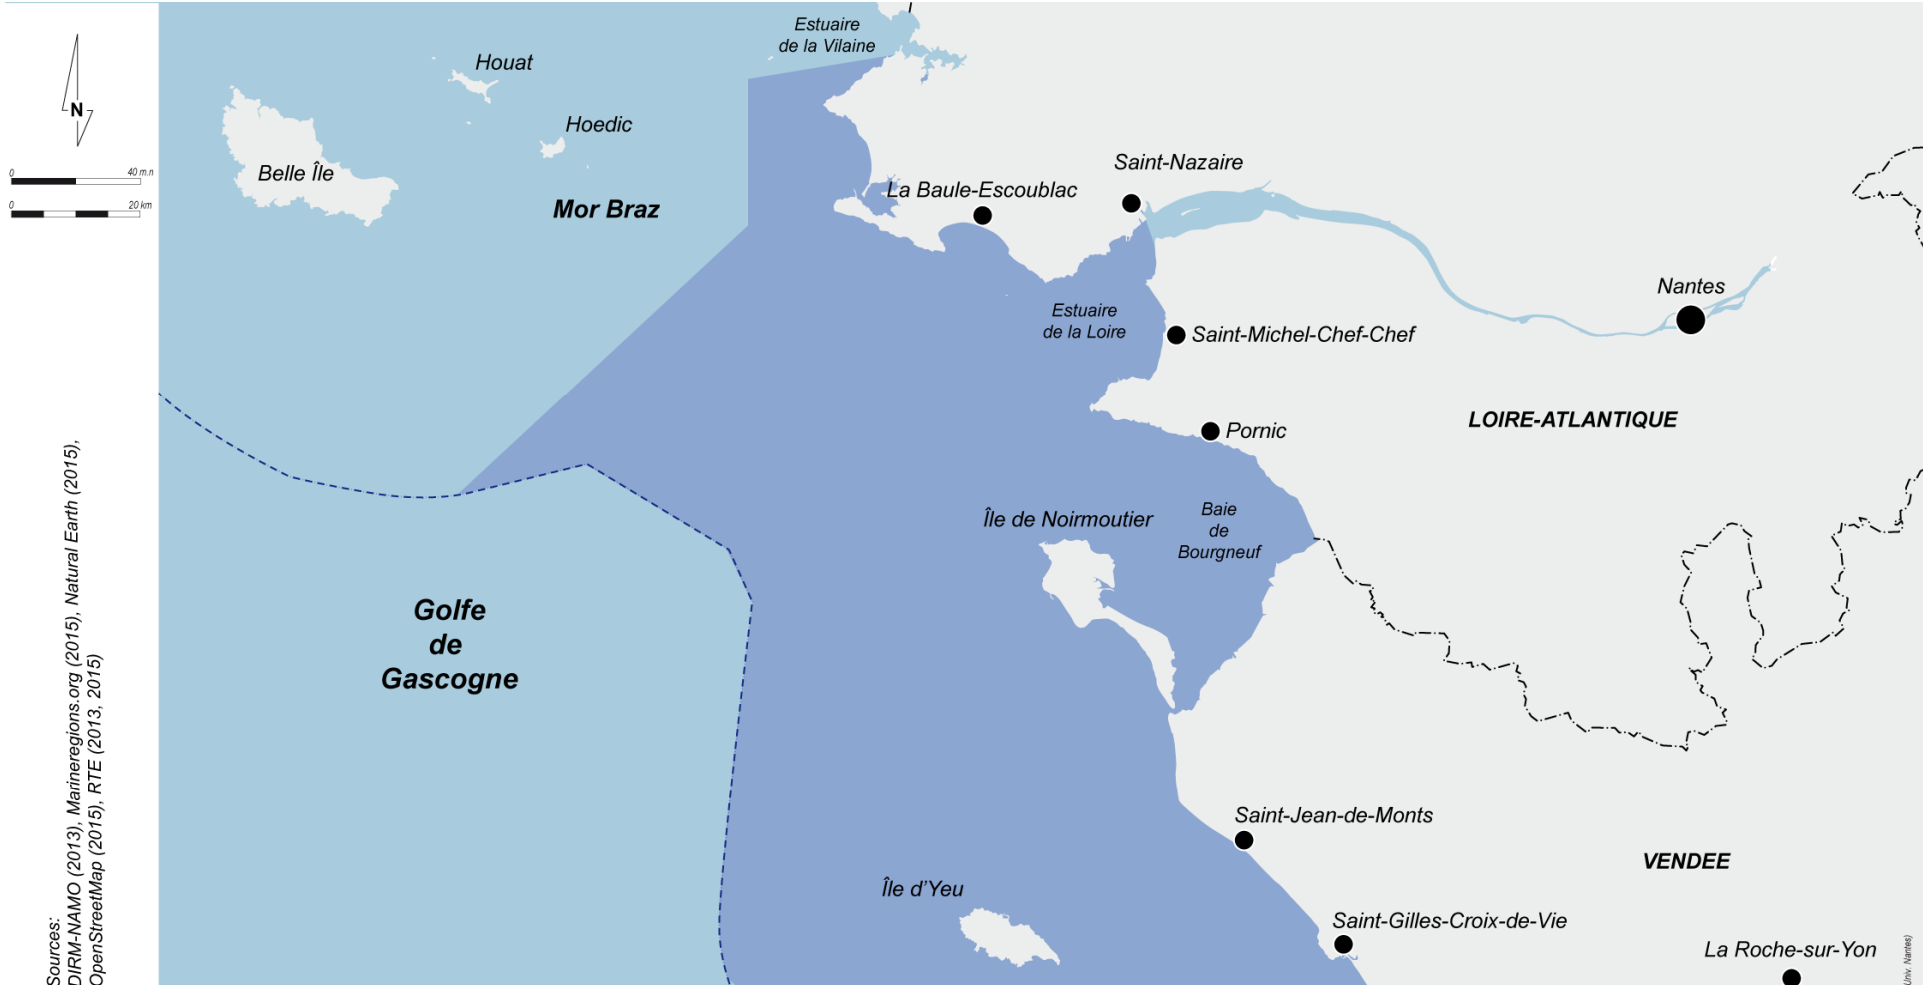 Estuaire
de la Vilaine
Houat
N
Hoedic
Saint-Nazaire
0 40 m.n
Belle Île
La Baule-Escoublac
0 20 km
Mor Braz
Nantes
Estuaire
de la Loire
Saint-Michel-Chef-Chef
LOIRE-ATLANTIQUE
Pornic
Île de Noirmoutier
Baie
de
Bourgneuf
Golfe
de
Gascogne
Saint-Jean-de-Monts
VENDEE
Île d'Yeu
Saint-Gilles-Croix-de-Vie
La Roche-sur-Yon
Sources:
DIRM-NAMO (2013), Marineregions.org (2015), Natural Earth (2015),
OpenStreetMap (2015), RTE (2013, 2015)
Univ. Nantes)